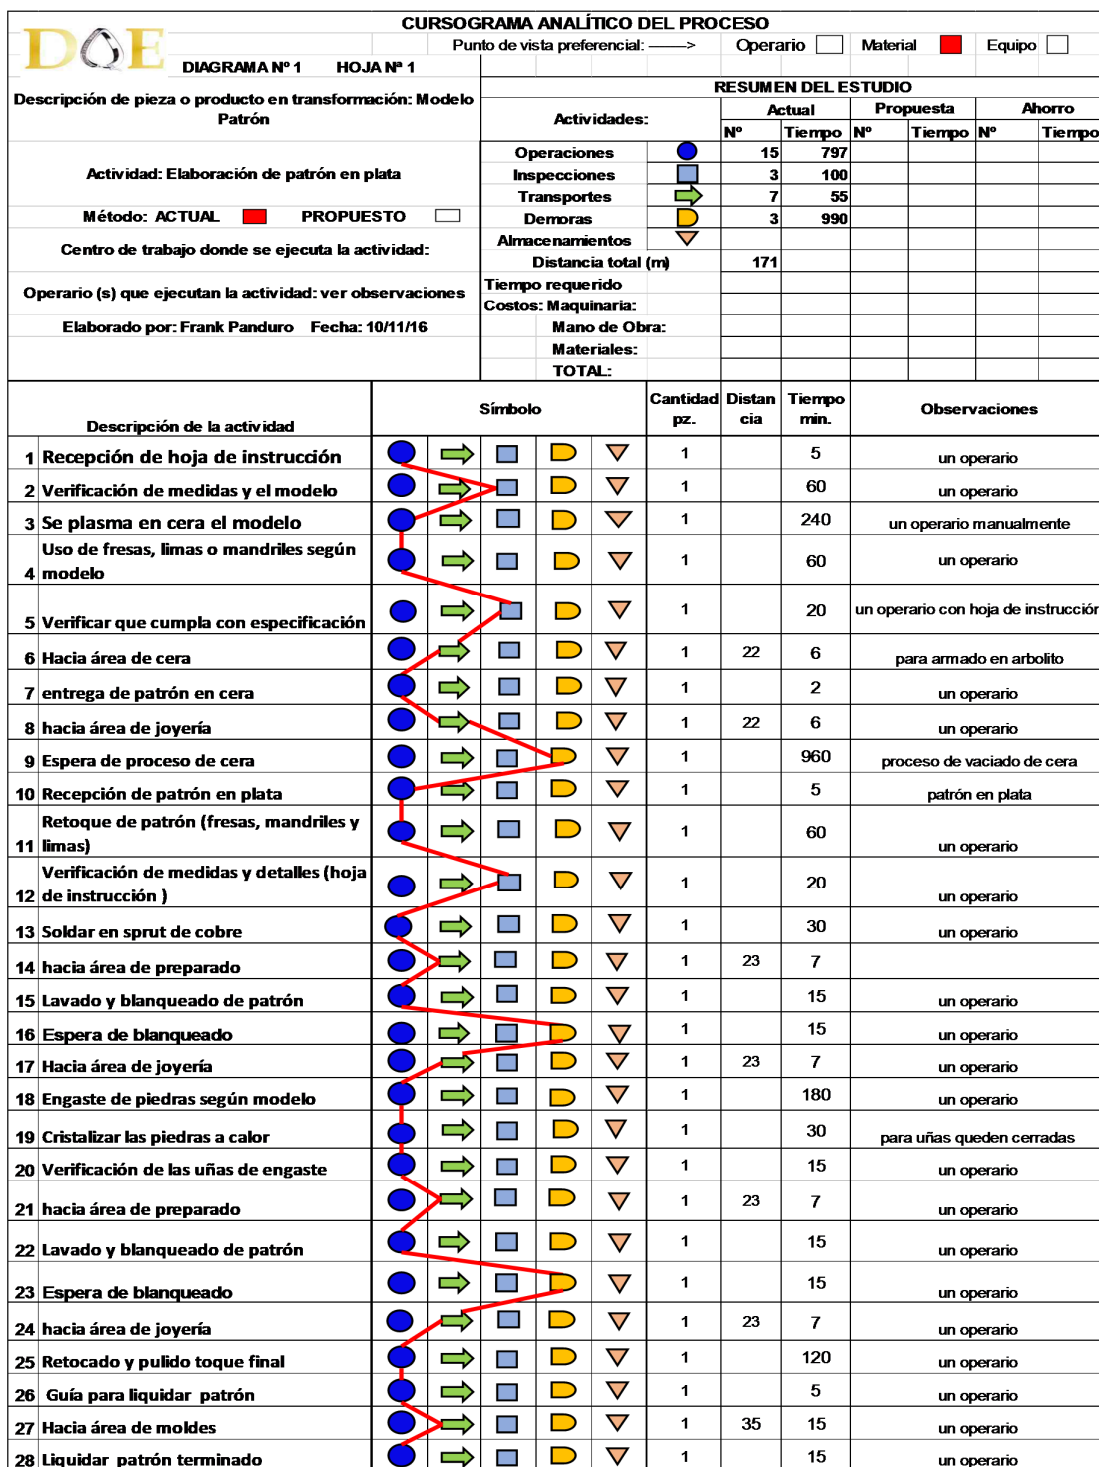 DOE
CURSOGRAMA ANALÍTICO DEL PROCESO
Punto de vista preferencial: ——> Operario Material Equipo
DIAGRAMA Nº 1 HOJA Nª 1
Descripción de pieza o producto en transformación: Modelo
Patrón
RESUMEN DEL ESTUDIO
Actividades: Actual Propuesta Ahorro
Nº Tiempo Nº Tiempo Nº Tiempo
Operaciones 15 797
Actividad: Elaboración de patrón en plata
Inspecciones 3 100
Transportes 7 55
Método: ACTUAL PROPUESTO
Demoras 3 990
Almacenamientos
Centro de trabajo donde se ejecuta la actividad:
Distancia total (m) 171
Tiempo requerido
Operario (s) que ejecutan la actividad: ver observaciones
Costos: Maquinaria:
Elaborado por: Frank Panduro Fecha: 10/11/16
Mano de Obra:
Materiales:
TOTAL:
Descripción de la actividad Símbolo Cantidad pz. Distan cia Tiempo min. Observaciones
1 Recepción de hoja de instrucción 1 5 un operario
2 Verificación de medidas y el modelo 1 60 un operario
3 Se plasma en cera el modelo 1 240 un operario manualmente
Uso de fresas, limas o mandriles según
4 modelo 1 60 un operario
5 Verificar que cumpla con especificación 1 20 un operario con hoja de instrucción
6 Hacia área de cera 1 22 6 para armado en arbolito
7 entrega de patrón en cera 1 2 un operario
8 hacia área de joyería 1 22 6 un operario
9 Espera de proceso de cera 1 960 proceso de vaciado de cera
10 Recepción de patrón en plata 1 5 patrón en plata
Retoque de patrón (fresas, mandriles y
11 limas) 1 60 un operario
Verificación de medidas y detalles (hoja
12 de instrucción ) 1 20 un operario
13 Soldar en sprut de cobre 1 30 un operario
14 hacia área de preparado 1 23 7
15 Lavado y blanqueado de patrón 1 15 un operario
16 Espera de blanqueado 1 15 un operario
17 Hacia área de joyería 1 23 7 un operario
18 Engaste de piedras según modelo 1 180 un operario
19 Cristalizar las piedras a calor 1 30 para uñas queden cerradas
20 Verificación de las uñas de engaste 1 15 un operario
21 hacia área de preparado 1 23 7 un operario
22 Lavado y blanqueado de patrón 1 15 un operario
23 Espera de blanqueado 1 15 un operario
24 hacia área de joyería 1 23 7 un operario
25 Retocado y pulido toque final 1 120 un operario
26 Guía para liquidar patrón 1 5 un operario
27 Hacia área de moldes 1 35 15 un operario
28 Liquidar patrón terminado 1 15 un operario